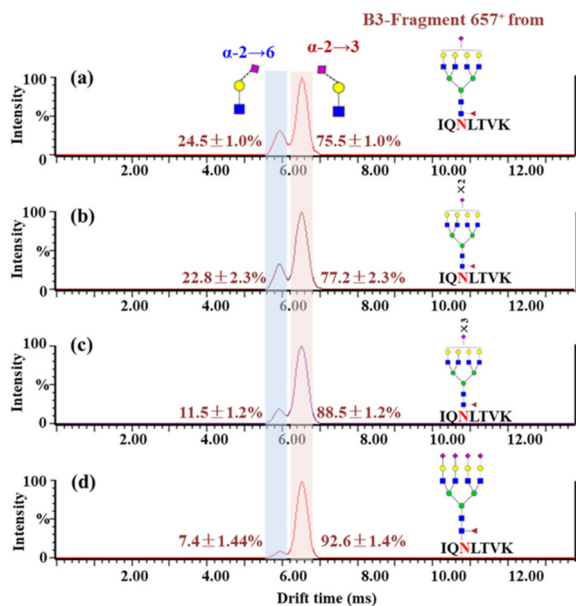 B3-Fragment 657⁺ from
α-2→6
α-2→3
(a)
Intensity
100
%
0
24.5±1.0%
75.5±1.0%
IQNLTVK
2.00 4.00 6.00 8.00 10.00 12.00
(b)
Intensity
100
%
0
22.8±2.3%
77.2±2.3%
×2
IQNLTVK
2.00 4.00 6.00 8.00 10.00 12.00
(c)
Intensity
100
%
0
11.5±1.2%
88.5±1.2%
×3
IQNLTVK
2.00 4.00 6.00 8.00 10.00 12.00
(d)
Intensity
100
%
0
7.4±1.44%
92.6±1.4%
IQNLTVK
2.00 4.00 6.00 8.00 10.00 12.00
Drift time (ms)